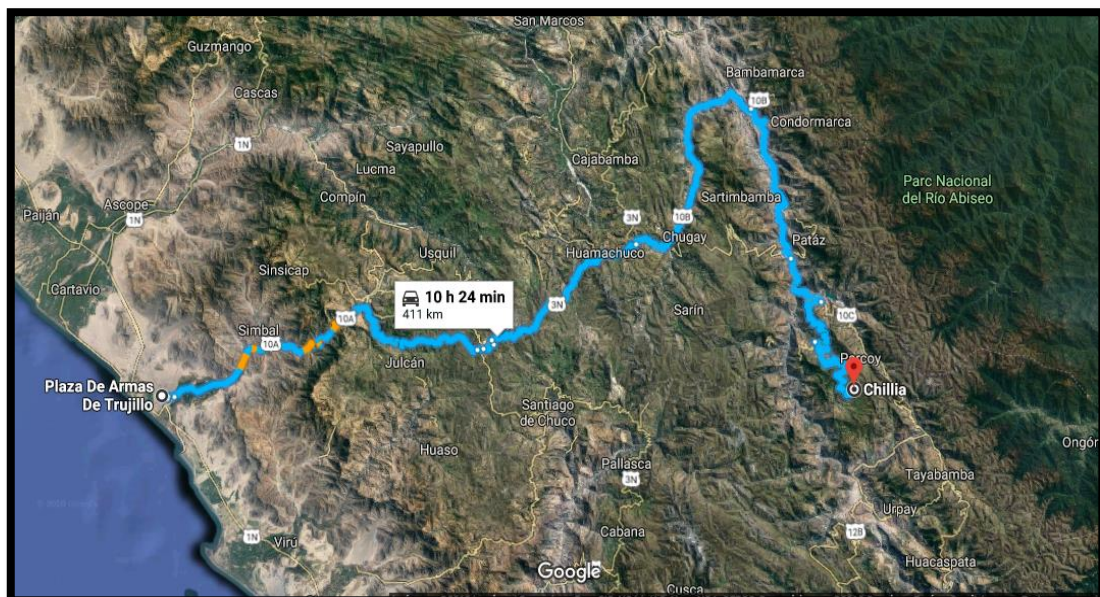 San Marcos
Guzmango
Bambamarca
10B
Cascas
Condormarca
1N
Sayapullo
Cajabamba
Lucma
Parc Nacional
del Río Abiseo
Compín
Sartimbamba
Ascope
Paiján
1N
3N
10B
Chugay
Usquil
Huamachuco
Pataz
Sinsicap
Cartavio
10 h 24 min
411 km
3N
Sarín
10C
10A
Simbal
10A
Julcán
Parcoy
Plaza De Armas
De Trujillo
Chillia
Santiago
de Chuco
Huaso
Ongór
Pallasca
3N
Tayabamba
Urpay
Cabana
12B
1N
Virú
Huacaspata
Google
Cusca